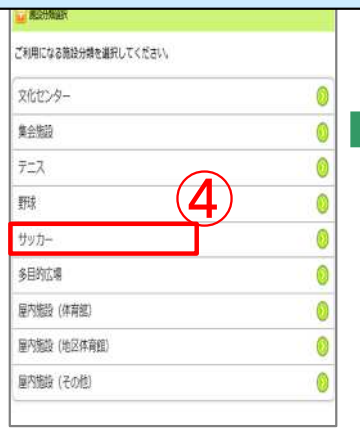 施設分類選択
ご利用になる施設分類を選択してください。
文化センター
集会施設
テニス
野球
④
サッカー
多目的広場
屋内施設（体育館）
屋内施設（地区体育館）
屋内施設（その他）